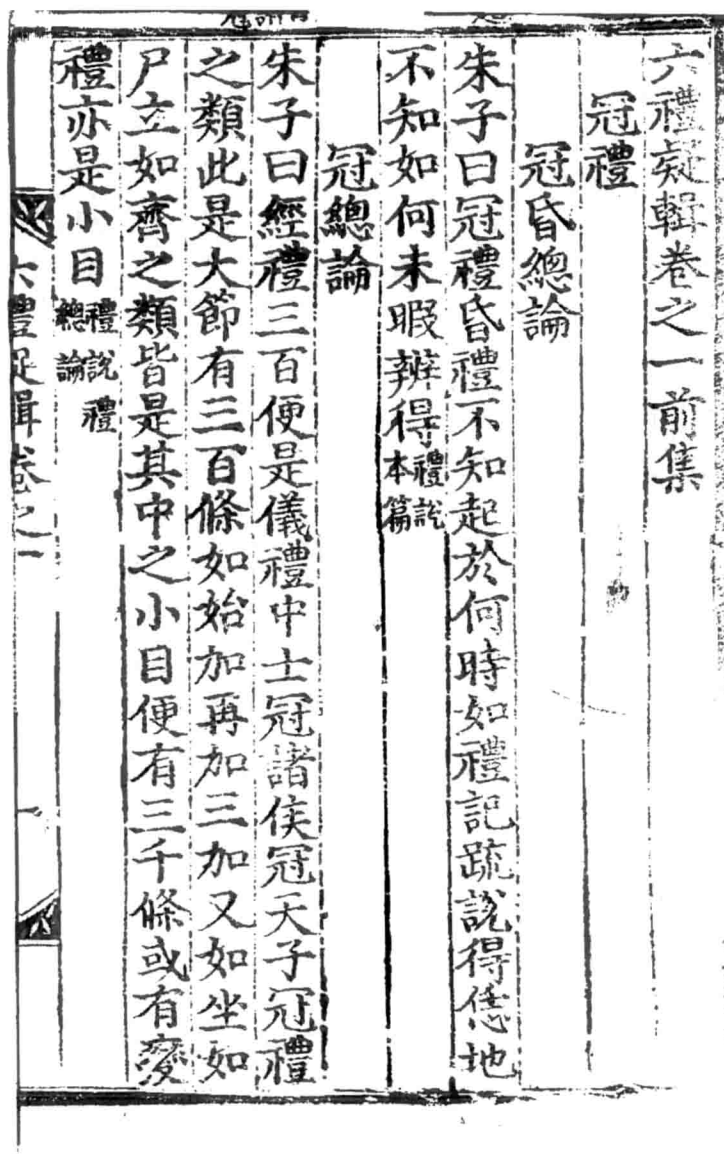 六禮疑輯卷之一前集
冠禮
冠昏總論
朱子曰冠禮昏禮不知起於何時如禮記疏說得恁地
不知如何未暇辨得禮說本篇
冠總論
朱子曰經禮三百便是儀禮中士冠諸侯冠天子冠禮
之類此是大節有三百條如始加再加三加又如坐如
尸立如齊之類皆是其中之小目便有三千條或有變
禮亦是小目禮說禮總論
六禮疑輯卷之一
一